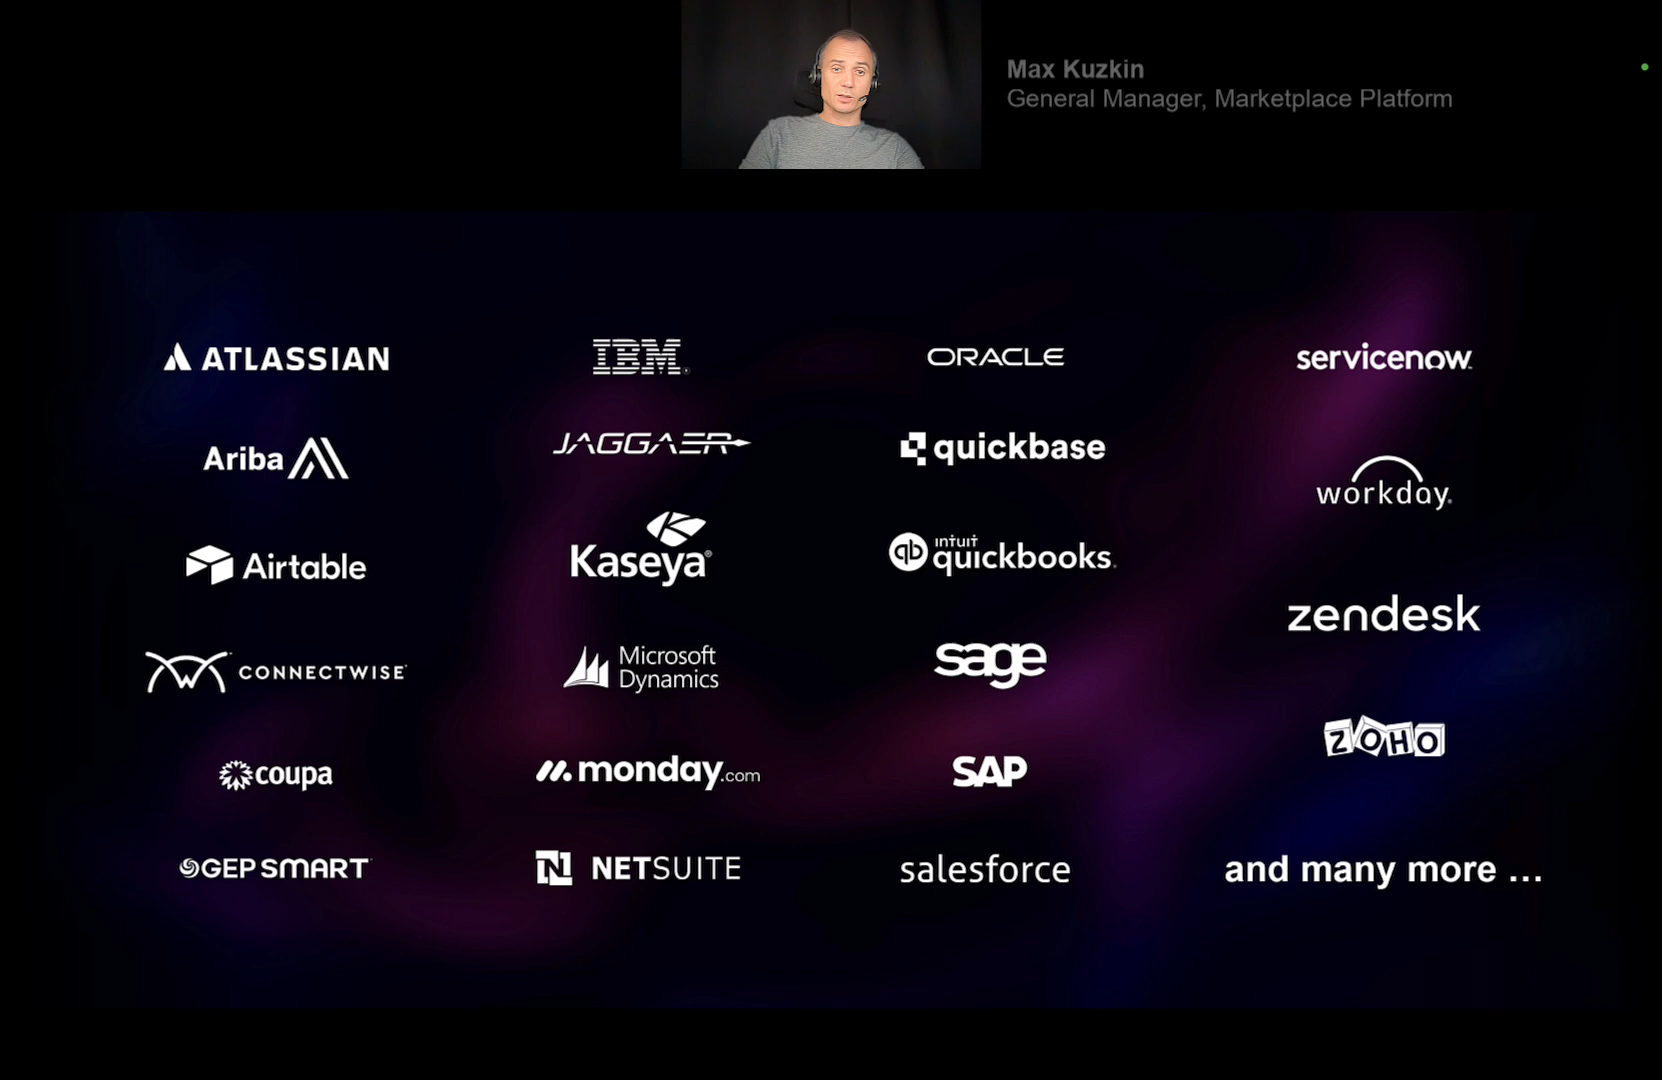 Max Kuzkin
General Manager, Marketplace Platform
ATLASSIAN
Ariba
Airtable
CONNECTWISE
coupa
GEP SMART
IBM
JAGGAER
Kaseya
Microsoft
Dynamics
monday.com
N NETSUITE
ORACLE
quickbase
qb intuit
quickbooks.
sage
SAP
salesforce
servicenow
workday.
zendesk
ZOHO
and many more ...